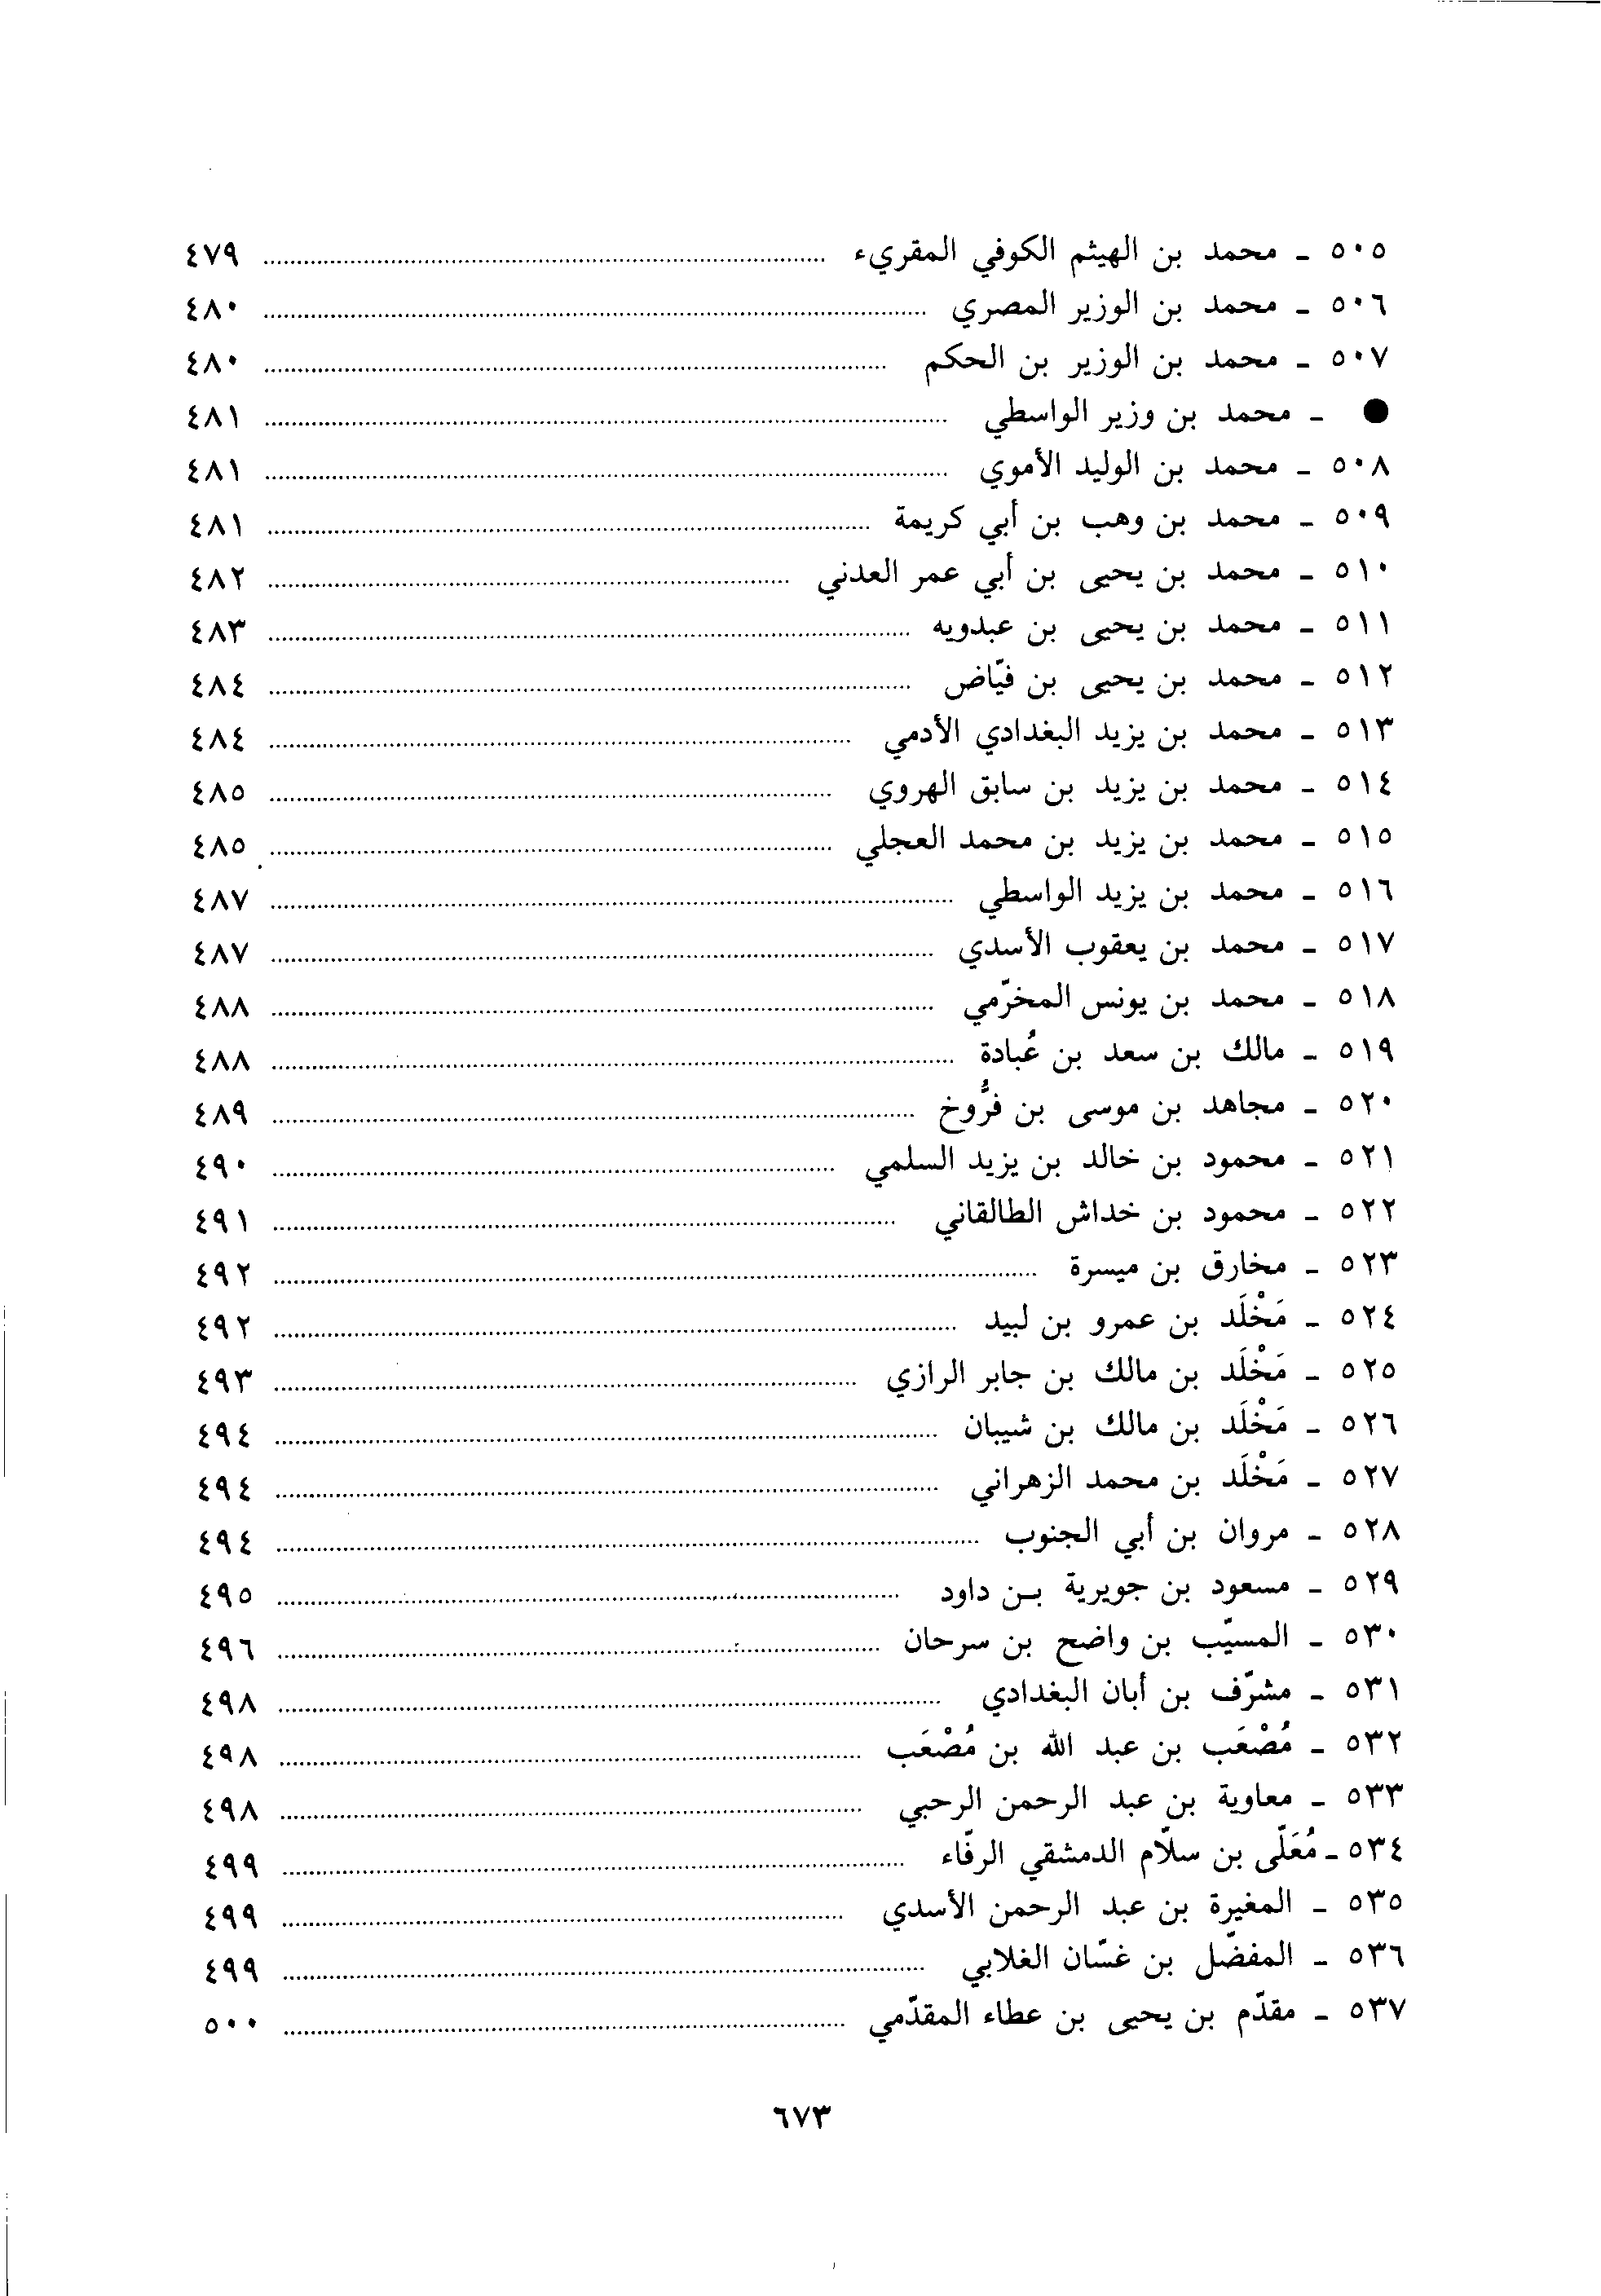 ٥٠٥ - محمد بن الهيثم الكوفي المقريء ........ ٤٧٩
٥٠٦ - محمد بن الوزير المصري ........ ٤٨٠
٥٠٧ - محمد بن الوزير بن الحكم ........ ٤٨٠
● - محمد بن وزير الواسطي ........ ٤٨١
٥٠٨ - محمد بن الوليد الأموي ........ ٤٨١
٥٠٩ - محمد بن وهب بن أبي كريمة ........ ٤٨١
٥١٠ - محمد بن يحيى بن أبي عمر العدني ........ ٤٨٢
٥١١ - محمد بن يحيى بن عبدويه ........ ٤٨٣
٥١٢ - محمد بن يحيى بن فيّاض ........ ٤٨٤
٥١٣ - محمد بن يزيد البغدادي الأدمي ........ ٤٨٤
٥١٤ - محمد بن يزيد بن سابق الهروي ........ ٤٨٥
٥١٥ - محمد بن يزيد بن محمد العجلي ........ ٤٨٥
٥١٦ - محمد بن يزيد الواسطي ........ ٤٨٧
٥١٧ - محمد بن يعقوب الأسدي ........ ٤٨٧
٥١٨ - محمد بن يونس المخرّمي ........ ٤٨٨
٥١٩ - مالك بن سعد بن عُبادة ........ ٤٨٨
٥٢٠ - مجاهد بن موسى بن فرُّوخ ........ ٤٨٩
٥٢١ - محمود بن خالد بن يزيد السلمي ........ ٤٩٠
٥٢٢ - محمود بن خداش الطالقاني ........ ٤٩١
٥٢٣ - مخارق بن ميسرة ........ ٤٩٢
٥٢٤ - مَخْلَد بن عمرو بن لبيد ........ ٤٩٢
٥٢٥ - مَخْلَد بن مالك بن جابر الرازي ........ ٤٩٣
٥٢٦ - مَخْلَد بن مالك بن شيبان ........ ٤٩٤
٥٢٧ - مَخْلَد بن محمد الزهراني ........ ٤٩٤
٥٢٨ - مروان بن أبي الجنوب ........ ٤٩٤
٥٢٩ - مسعود بن جويرية بـن داود ........ ٤٩٥
٥٣٠ - المسيّب بن واضح بن سرحان ........ ٤٩٦
٥٣١ - مشرّف بن أبان البغدادي ........ ٤٩٨
٥٣٢ - مُصْعَب بن عبد الله بن مُصْعَب ........ ٤٩٨
٥٣٣ - معاوية بن عبد الرحمن الرحبي ........ ٤٩٨
٥٣٤ - مُعَلّى بن سلاّم الدمشقي الرفّاء ........ ٤٩٩
٥٣٥ - المغيرة بن عبد الرحمن الأسدي ........ ٤٩٩
٥٣٦ - المفضّل بن غسّان الغلابي ........ ٤٩٩
٥٣٧ - مقدّم بن يحيى بن عطاء المقدّمي ........ ٥٠٠
٦٧٣